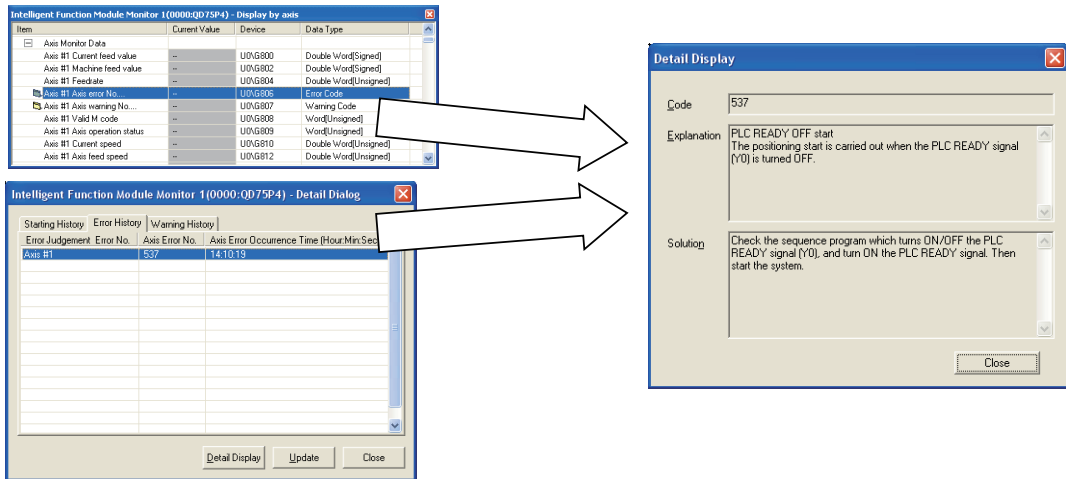 Intelligent Function Module Monitor 1(0000:QD75P4) - Display by axis
Item Current Value Device Data Type
Axis Monitor Data
Axis #1 Current feed value -- U0\G800 Double Word[Signed]
Axis #1 Machine feed value -- U0\G802 Double Word[Signed]
Axis #1 Feedrate -- U0\G804 Double Word[Unsigned]
Axis #1 Axis error No.... -- U0\G806 Error Code
Axis #1 Axis warning No.... -- U0\G807 Warning Code
Axis #1 Valid M code -- U0\G808 Word[Unsigned]
Axis #1 Axis operation status -- U0\G809 Word[Unsigned]
Axis #1 Current speed -- U0\G810 Double Word[Unsigned]
Axis #1 Axis feed speed -- U0\G812 Double Word[Unsigned]
Intelligent Function Module Monitor 1(0000:QD75P4) - Detail Dialog
Starting History Error History Warning History
Error Judgement Error No. Axis Error No. Axis Error Occurrence Time (Hour:Min:Sec
Axis #1 537 14:10:19
Detail Display Update Close
Detail Display
Code 537
Explanation PLC READY OFF start
The positioning start is carried out when the PLC READY signal
(Y0) is turned OFF.
Solution Check the sequence program which turns ON/OFF the PLC
READY signal (Y0), and turn ON the PLC READY signal. Then
start the system.
Close